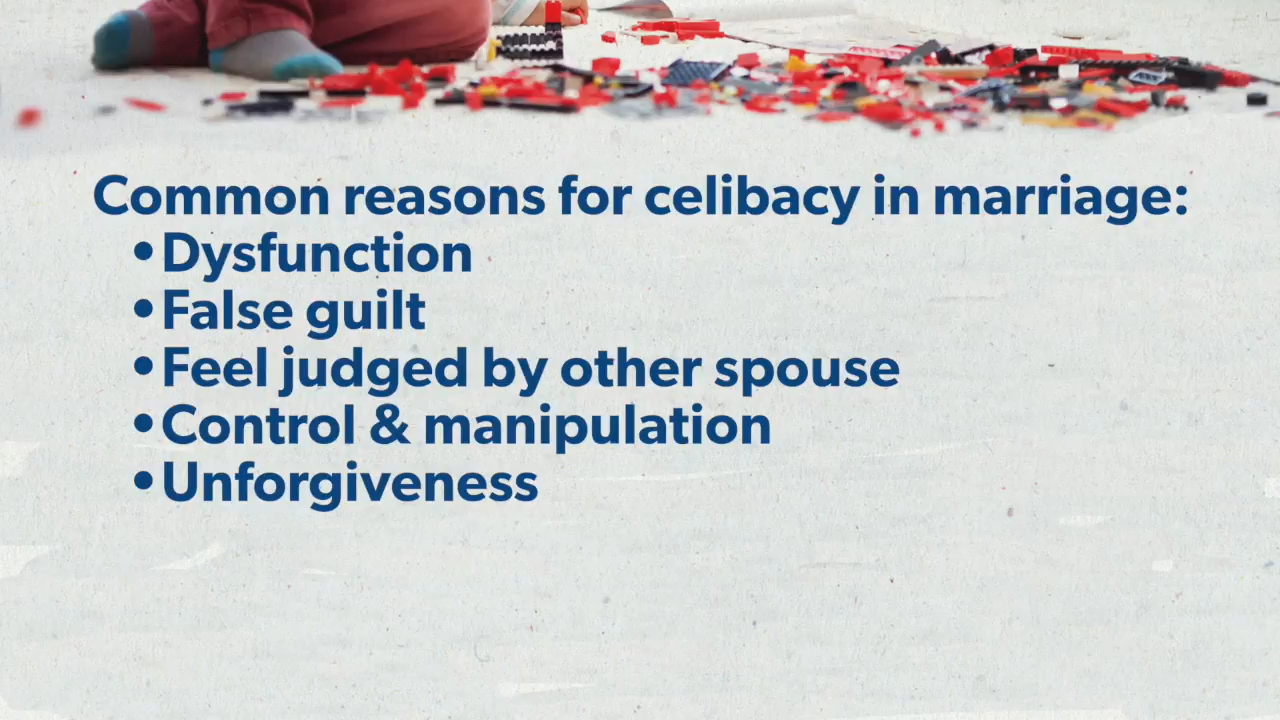 Common reasons for celibacy in marriage:
•Dysfunction
•False guilt
•Feel judged by other spouse
•Control & manipulation
•Unforgiveness